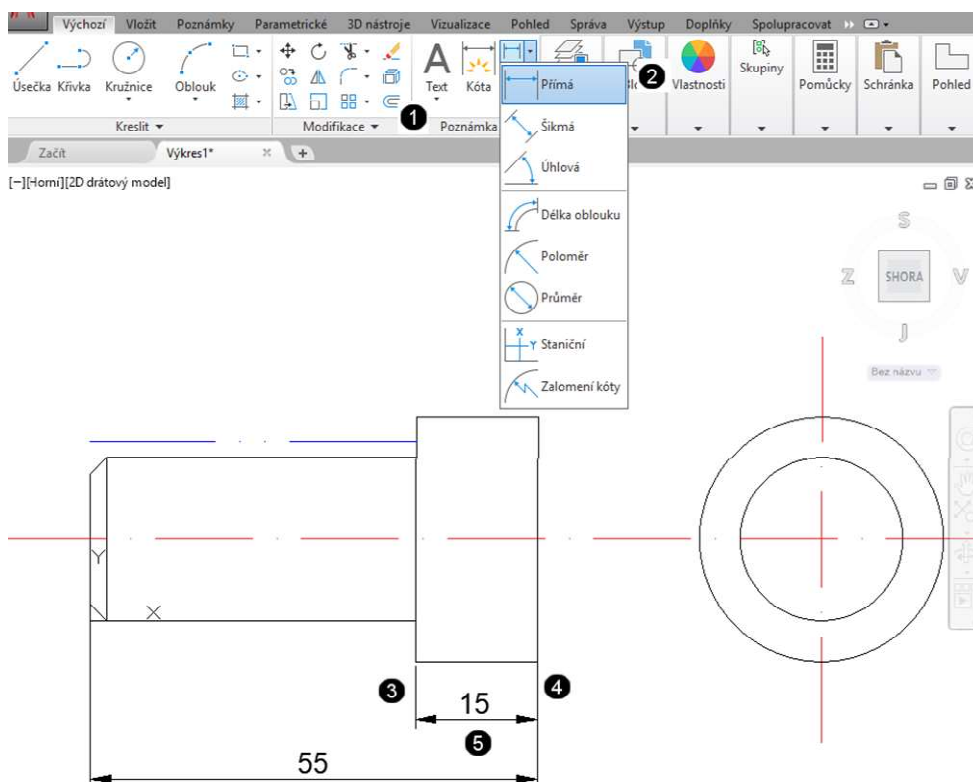 Výchozí Vložit Poznámky Parametrické 3D nástroje Vizualizace Pohled Správa Výstup Doplňky Spolupracovat
Úsečka Křivka Kružnice Oblouk Text Kóta Vlastnosti Skupiny Pomůcky Schránka Pohled
Kreslit Modifikace 1 Poznámka
2
Přímá
Šikmá
Úhlová
Délka oblouku
Poloměr
Průměr
X
Y Staniční
Zalomení kóty
Začít Výkres1*
[−][Horní][2D drátový model]
S
Z SHORA V
J
Bez názvu
Y
X
3 4
15
5
55